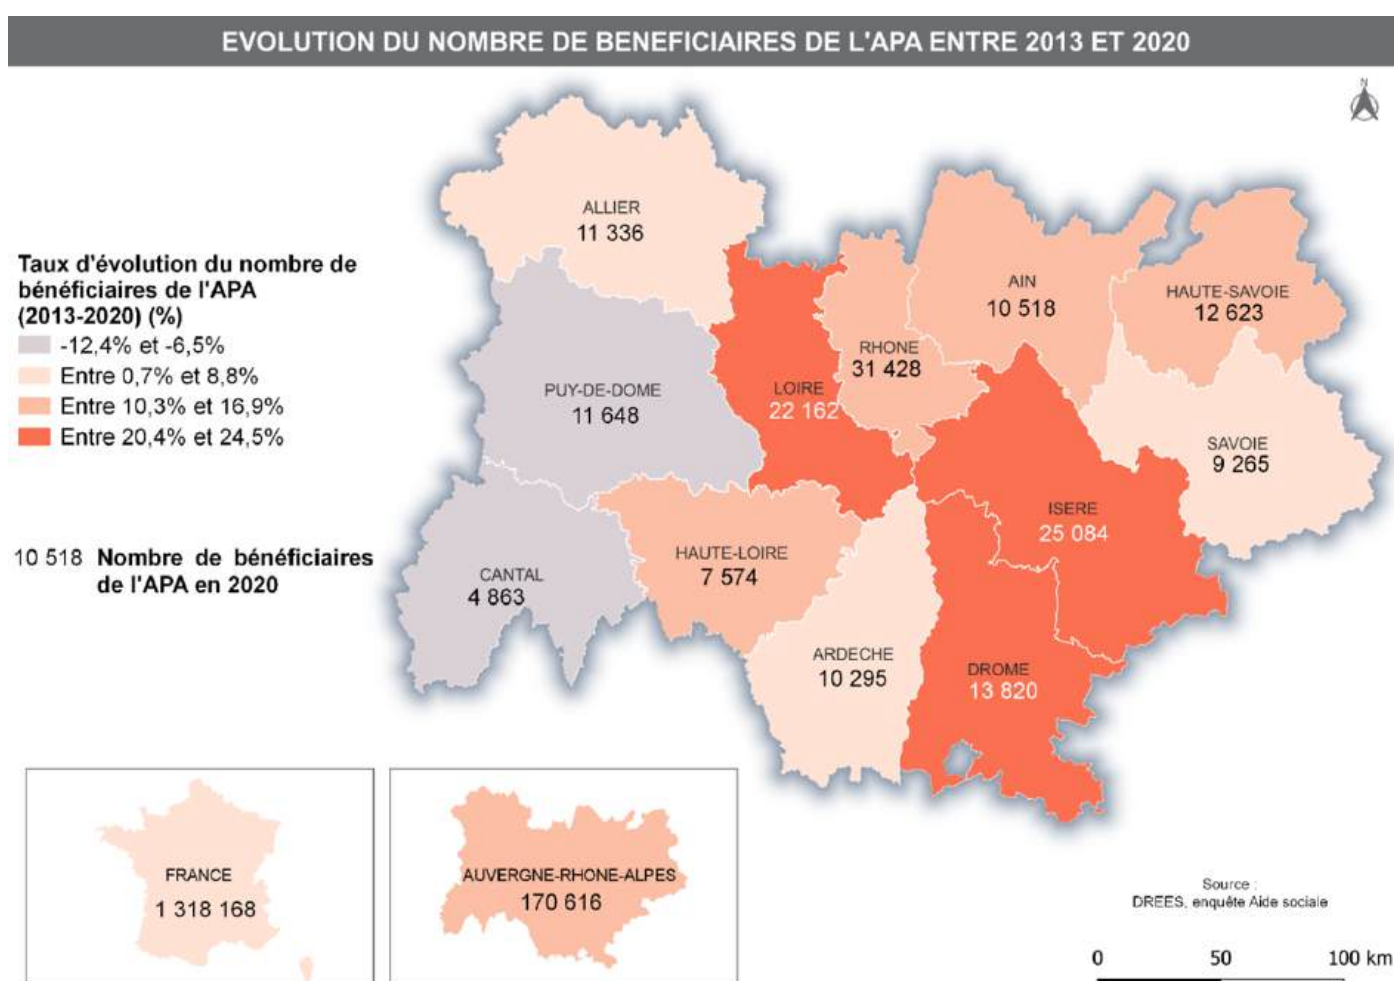 EVOLUTION DU NOMBRE DE BENEFICIAIRES DE L'APA ENTRE 2013 ET 2020
N
Taux d'évolution du nombre de
bénéficiaires de l'APA
(2013-2020) (%)
-12,4% et -6,5%
Entre 0,7% et 8,8%
Entre 10,3% et 16,9%
Entre 20,4% et 24,5%
10 518 Nombre de bénéficiaires
de l'APA en 2020
ALLIER
11 336
PUY-DE-DOME
11 648
CANTAL
4 863
LOIRE
22 162
HAUTE-LOIRE
7 574
RHONE
31 428
AIN
10 518
HAUTE-SAVOIE
12 623
SAVOIE
9 265
ISERE
25 084
ARDECHE
10 295
DROME
13 820
FRANCE
1 318 168
AUVERGNE-RHONE-ALPES
170 616
Source :
DREES, enquête Aide sociale
0 50 100 km